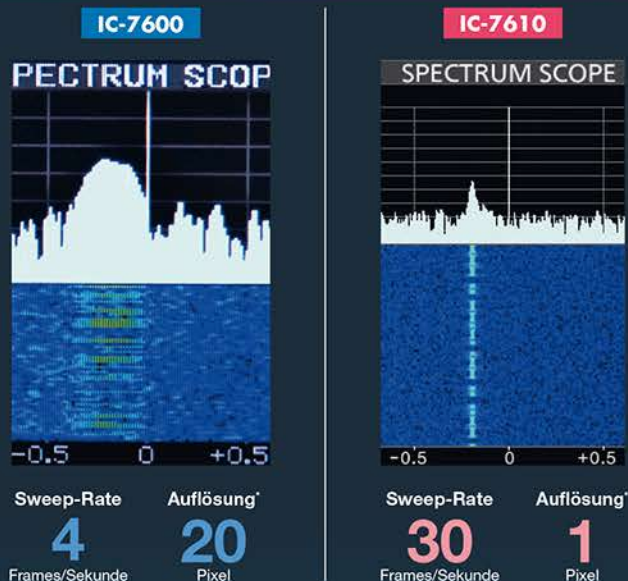 IC-7600
PECTRUM SCOP
-0.5 0 +0.5
Sweep-Rate Auflösung*
4 20
Frames/Sekunde Pixel
IC-7610
SPECTRUM SCOPE
-0.5 0 +0.5
Sweep-Rate Auflösung*
30 1
Frames/Sekunde Pixel